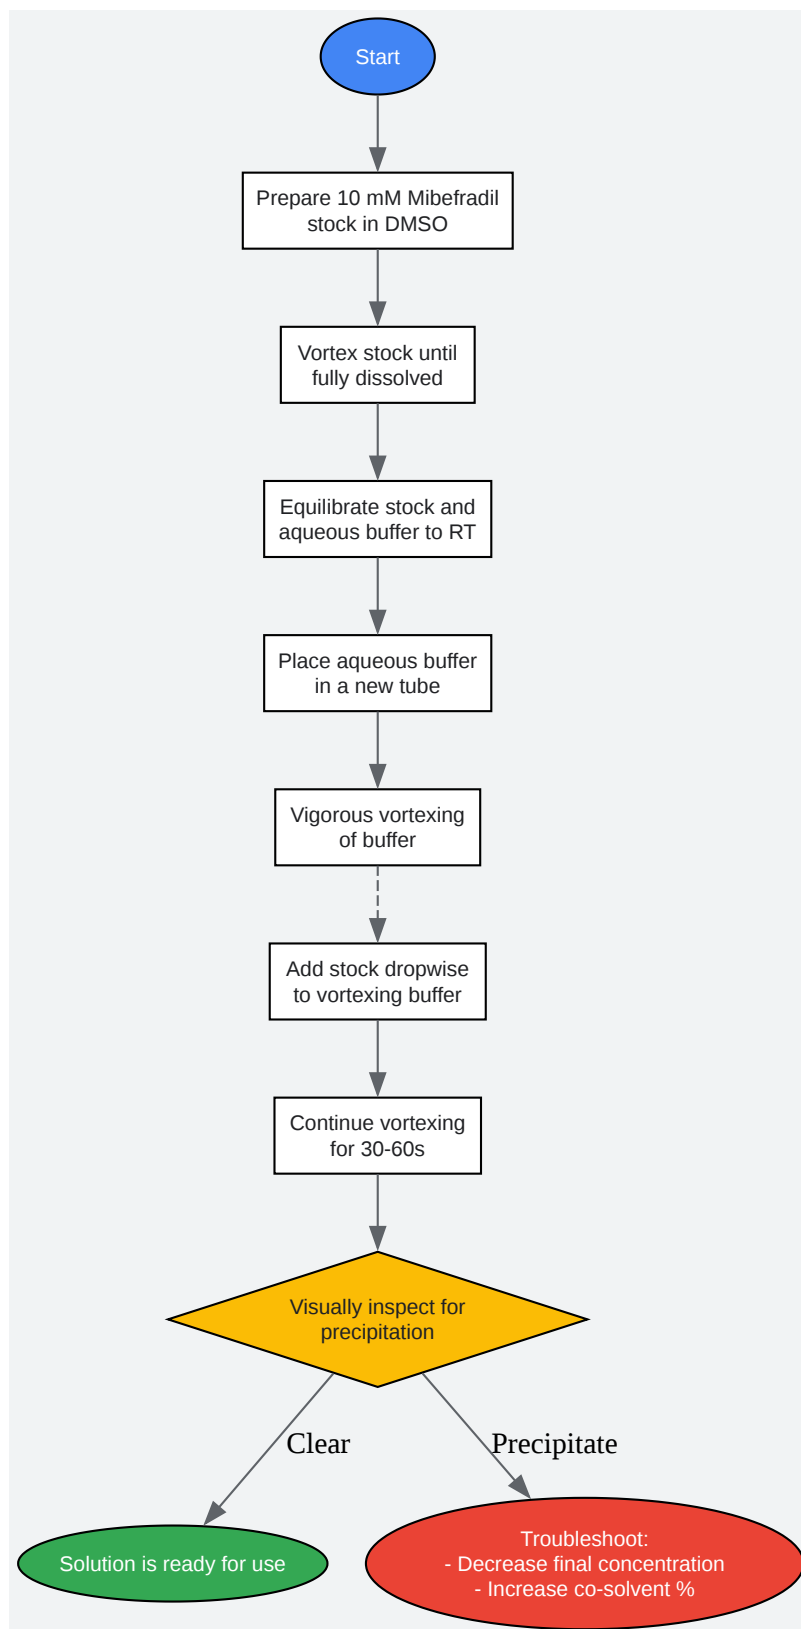 Start
Prepare 10 mM Mibefradil
stock in DMSO
Vortex stock until
fully dissolved
Equilibrate stock and
aqueous buffer to RT
Place aqueous buffer
in a new tube
Vigorous vortexing
of buffer
Add stock dropwise
to vortexing buffer
Continue vortexing
for 30-60s
Visually inspect for
precipitation
Clear
Precipitate
Solution is ready for use
Troubleshoot:
- Decrease final concentration
- Increase co-solvent %